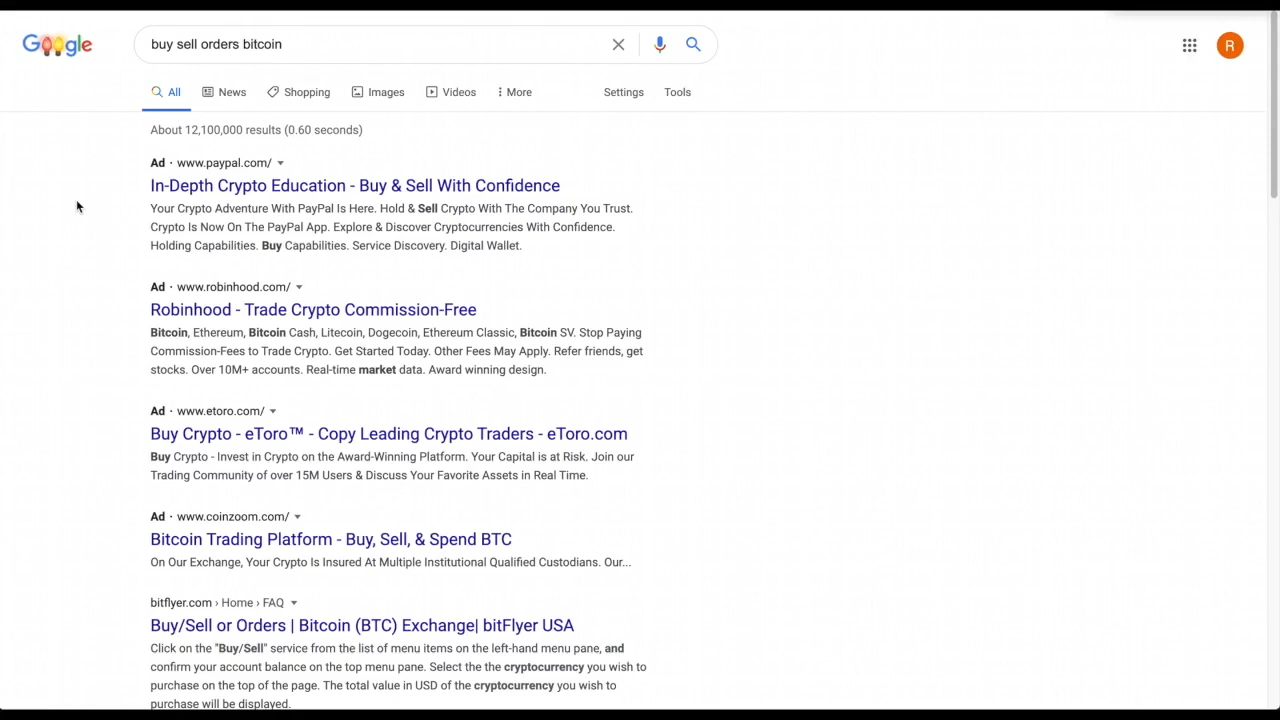 Google
buy sell orders bitcoin
R
All News Shopping Images Videos More Settings Tools
About 12,100,000 results (0.60 seconds)
Ad · www.paypal.com/
In-Depth Crypto Education - Buy & Sell With Confidence
Your Crypto Adventure With PayPal Is Here. Hold & Sell Crypto With The Company You Trust.
Crypto Is Now On The PayPal App. Explore & Discover Cryptocurrencies With Confidence.
Holding Capabilities. Buy Capabilities. Service Discovery. Digital Wallet.
Ad · www.robinhood.com/
Robinhood - Trade Crypto Commission-Free
Bitcoin, Ethereum, Bitcoin Cash, Litecoin, Dogecoin, Ethereum Classic, Bitcoin SV. Stop Paying
Commission-Fees to Trade Crypto. Get Started Today. Other Fees May Apply. Refer friends, get
stocks. Over 10M+ accounts. Real-time market data. Award winning design.
Ad · www.etoro.com/
Buy Crypto - eToro™ - Copy Leading Crypto Traders - eToro.com
Buy Crypto - Invest in Crypto on the Award-Winning Platform. Your Capital is at Risk. Join our
Trading Community of over 15M Users & Discuss Your Favorite Assets in Real Time.
Ad · www.coinzoom.com/
Bitcoin Trading Platform - Buy, Sell, & Spend BTC
On Our Exchange, Your Crypto Is Insured At Multiple Institutional Qualified Custodians. Our...
bitflyer.com › Home › FAQ
Buy/Sell or Orders | Bitcoin (BTC) Exchange| bitFlyer USA
Click on the "Buy/Sell" service from the list of menu items on the left-hand menu pane, and
confirm your account balance on the top menu pane. Select the the cryptocurrency you wish to
purchase on the top of the page. The total value in USD of the cryptocurrency you wish to
purchase will be displayed.